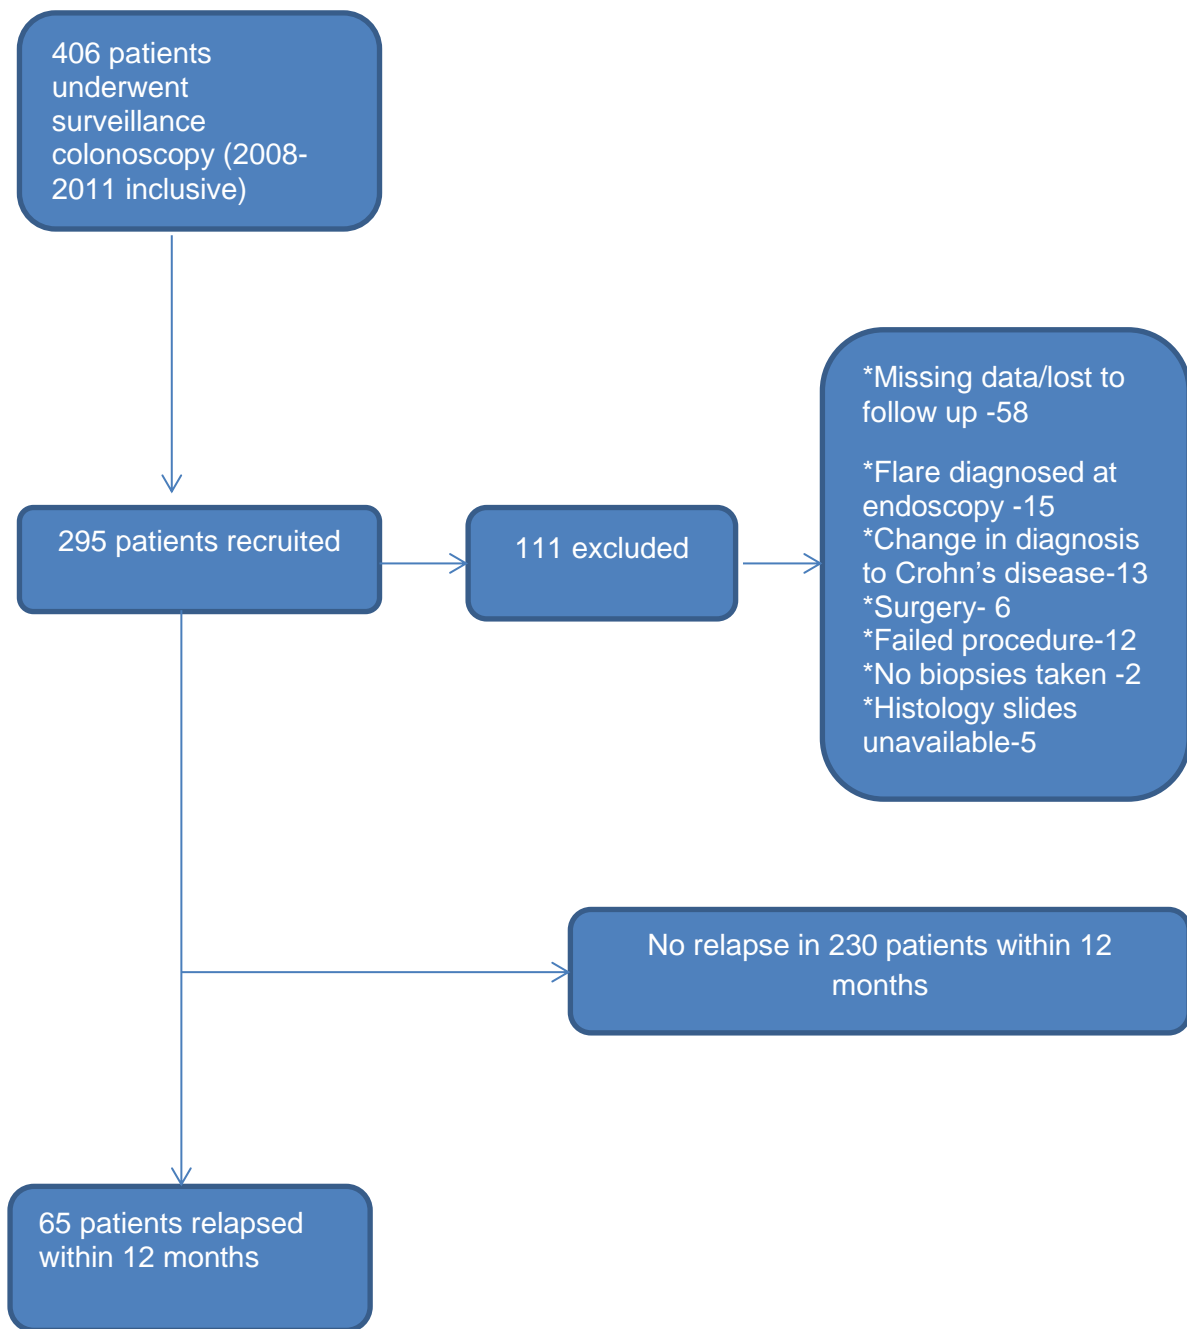 406 patients
underwent
surveillance
colonoscopy (2008-
2011 inclusive)
*Missing data/lost to
follow up -58
*Flare diagnosed at
endoscopy -15
*Change in diagnosis
to Crohn’s disease-13
*Surgery- 6
*Failed procedure-12
*No biopsies taken -2
*Histology slides
unavailable-5
295 patients recruited
111 excluded
No relapse in 230 patients within 12
months
65 patients relapsed
within 12 months